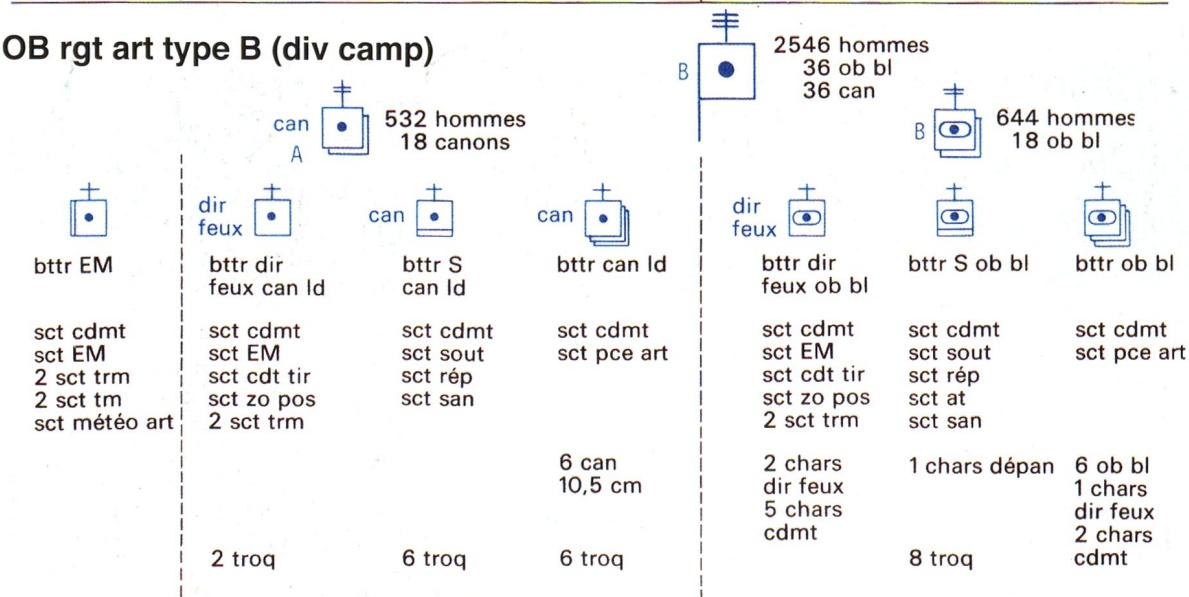 OB rgt art type B (div camp)
B
2546 hommes
36 ob bl
36 can
can
A
532 hommes
18 canons
B
644 hommes
18 ob bl
bttr EM
sct cdmt
sct EM
2 sct trm
2 sct tm
sct météo art
dir
feux
bttr dir
feux can ld
sct cdmt
sct EM
sct cdt tir
sct zo pos
2 sct trm
2 troq
can
bttr S
can ld
sct cdmt
sct sout
sct rép
sct san
6 troq
can
bttr can ld
sct cdmt
sct pce art
6 can
10,5 cm
6 troq
dir
feux
bttr dir
feux ob bl
sct cdmt
sct EM
sct cdt tir
sct zo pos
2 sct trm
2 chars
dir feux
5 chars
cdmt
bttr S ob bl
sct cdmt
sct sout
sct rép
sct at
sct san
1 chars dépan
8 troq
bttr ob bl
sct cdmt
sct pce art
6 ob bl
1 chars
dir feux
2 chars
cdmt